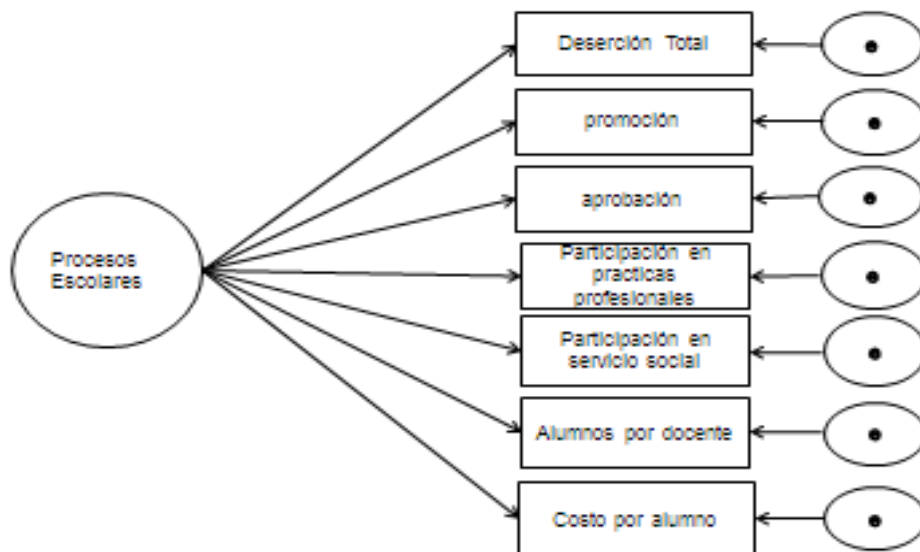 Deserción Total
promoción
aprobación
Procesos
Escolares
Participación en
practicas
profesionales
Participación en
servicio social
Alumnos por docente
Costo por alumno
e
e
e
e
e
e
e